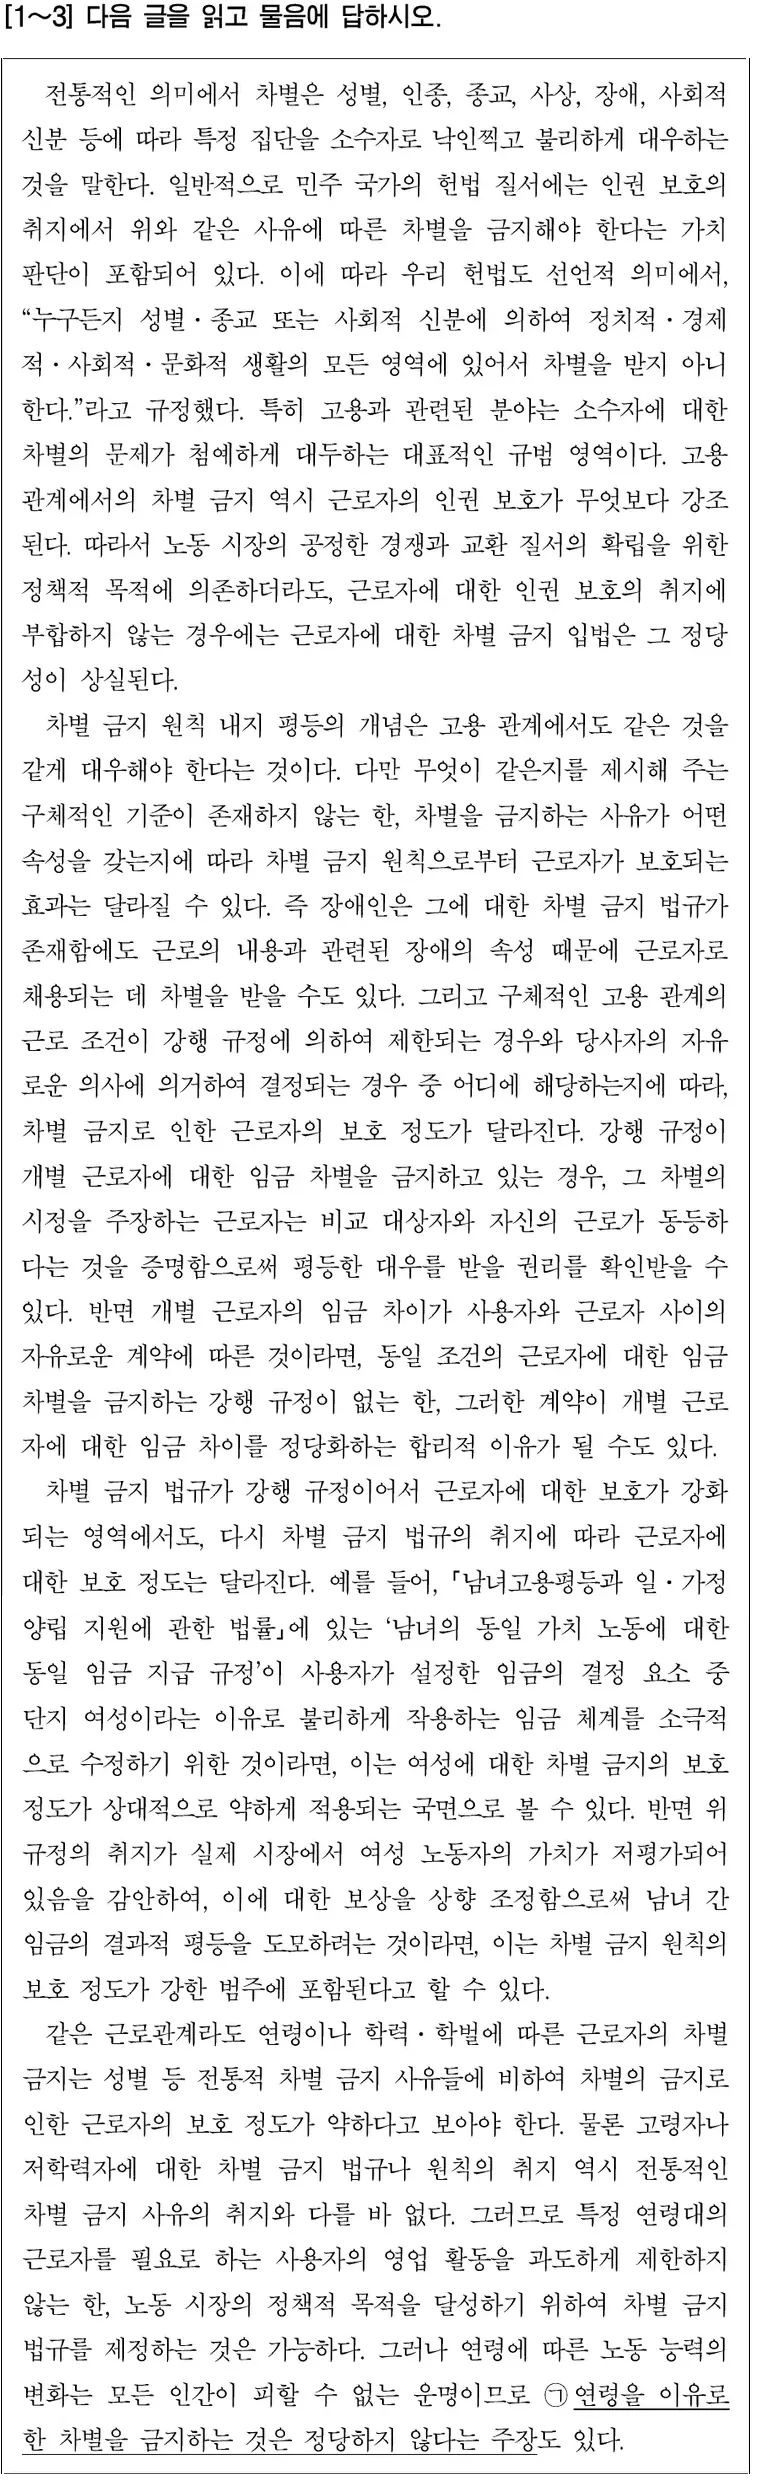 [1～3] 다음 글을 읽고 물음에 답하시오.
전통적인 의미에서 차별은 성별, 인종, 종교, 사상, 장애, 사회적
신분 등에 따라 특정 집단을 소수자로 낙인찍고 불리하게 대우하는
것을 말한다. 일반적으로 민주 국가의 헌법 질서에는 인권 보호의
취지에서 위와 같은 사유에 따른 차별을 금지해야 한다는 가치
판단이 포함되어 있다. 이에 따라 우리 헌법도 선언적 의미에서,
“누구든지 성별･종교 또는 사회적 신분에 의하여 정치적･경제
적･사회적･문화적 생활의 모든 영역에 있어서 차별을 받지 아니
한다.”라고 규정했다. 특히 고용과 관련된 분야는 소수자에 대한
차별의 문제가 첨예하게 대두하는 대표적인 규범 영역이다. 고용
관계에서의 차별 금지 역시 근로자의 인권 보호가 무엇보다 강조
된다. 따라서 노동 시장의 공정한 경쟁과 교환 질서의 확립을 위한
정책적 목적에 의존하더라도, 근로자에 대한 인권 보호의 취지에
부합하지 않는 경우에는 근로자에 대한 차별 금지 입법은 그 정당
성이 상실된다.
차별 금지 원칙 내지 평등의 개념은 고용 관계에서도 같은 것을
같게 대우해야 한다는 것이다. 다만 무엇이 같은지를 제시해 주는
구체적인 기준이 존재하지 않는 한, 차별을 금지하는 사유가 어떤
속성을 갖는지에 따라 차별 금지 원칙으로부터 근로자가 보호되는
효과는 달라질 수 있다. 즉 장애인은 그에 대한 차별 금지 법규가
존재함에도 근로의 내용과 관련된 장애의 속성 때문에 근로자로
채용되는 데 차별을 받을 수도 있다. 그리고 구체적인 고용 관계의
근로 조건이 강행 규정에 의하여 제한되는 경우와 당사자의 자유
로운 의사에 의거하여 결정되는 경우 중 어디에 해당하는지에 따라,
차별 금지로 인한 근로자의 보호 정도가 달라진다. 강행 규정이
개별 근로자에 대한 임금 차별을 금지하고 있는 경우, 그 차별의
시정을 주장하는 근로자는 비교 대상자와 자신의 근로가 동등하
다는 것을 증명함으로써 평등한 대우를 받을 권리를 확인받을 수
있다. 반면 개별 근로자의 임금 차이가 사용자와 근로자 사이의
자유로운 계약에 따른 것이라면, 동일 조건의 근로자에 대한 임금
차별을 금지하는 강행 규정이 없는 한, 그러한 계약이 개별 근로
자에 대한 임금 차이를 정당화하는 합리적 이유가 될 수도 있다.
차별 금지 법규가 강행 규정이어서 근로자에 대한 보호가 강화
되는 영역에서도, 다시 차별 금지 법규의 취지에 따라 근로자에
대한 보호 정도는 달라진다. 예를 들어, ｢남녀고용평등과 일･가정
양립 지원에 관한 법률｣에 있는 ‘남녀의 동일 가치 노동에 대한
동일 임금 지급 규정’이 사용자가 설정한 임금의 결정 요소 중
단지 여성이라는 이유로 불리하게 작용하는 임금 체계를 소극적
으로 수정하기 위한 것이라면, 이는 여성에 대한 차별 금지의 보호
정도가 상대적으로 약하게 적용되는 국면으로 볼 수 있다. 반면 위
규정의 취지가 실제 시장에서 여성 노동자의 가치가 저평가되어
있음을 감안하여, 이에 대한 보상을 상향 조정함으로써 남녀 간
임금의 결과적 평등을 도모하려는 것이라면, 이는 차별 금지 원칙의
보호 정도가 강한 범주에 포함된다고 할 수 있다.
같은 근로관계라도 연령이나 학력･학벌에 따른 근로자의 차별
금지는 성별 등 전통적 차별 금지 사유들에 비하여 차별의 금지로
인한 근로자의 보호 정도가 약하다고 보아야 한다. 물론 고령자나
저학력자에 대한 차별 금지 법규나 원칙의 취지 역시 전통적인
차별 금지 사유의 취지와 다를 바 없다. 그러므로 특정 연령대의
근로자를 필요로 하는 사용자의 영업 활동을 과도하게 제한하지
않는 한, 노동 시장의 정책적 목적을 달성하기 위하여 차별 금지
법규를 제정하는 것은 가능하다. 그러나 연령에 따른 노동 능력의
변화는 모든 인간이 피할 수 없는 운명이므로 ㉠ 연령을 이유로
한 차별을 금지하는 것은 정당하지 않다는 주장도 있다.